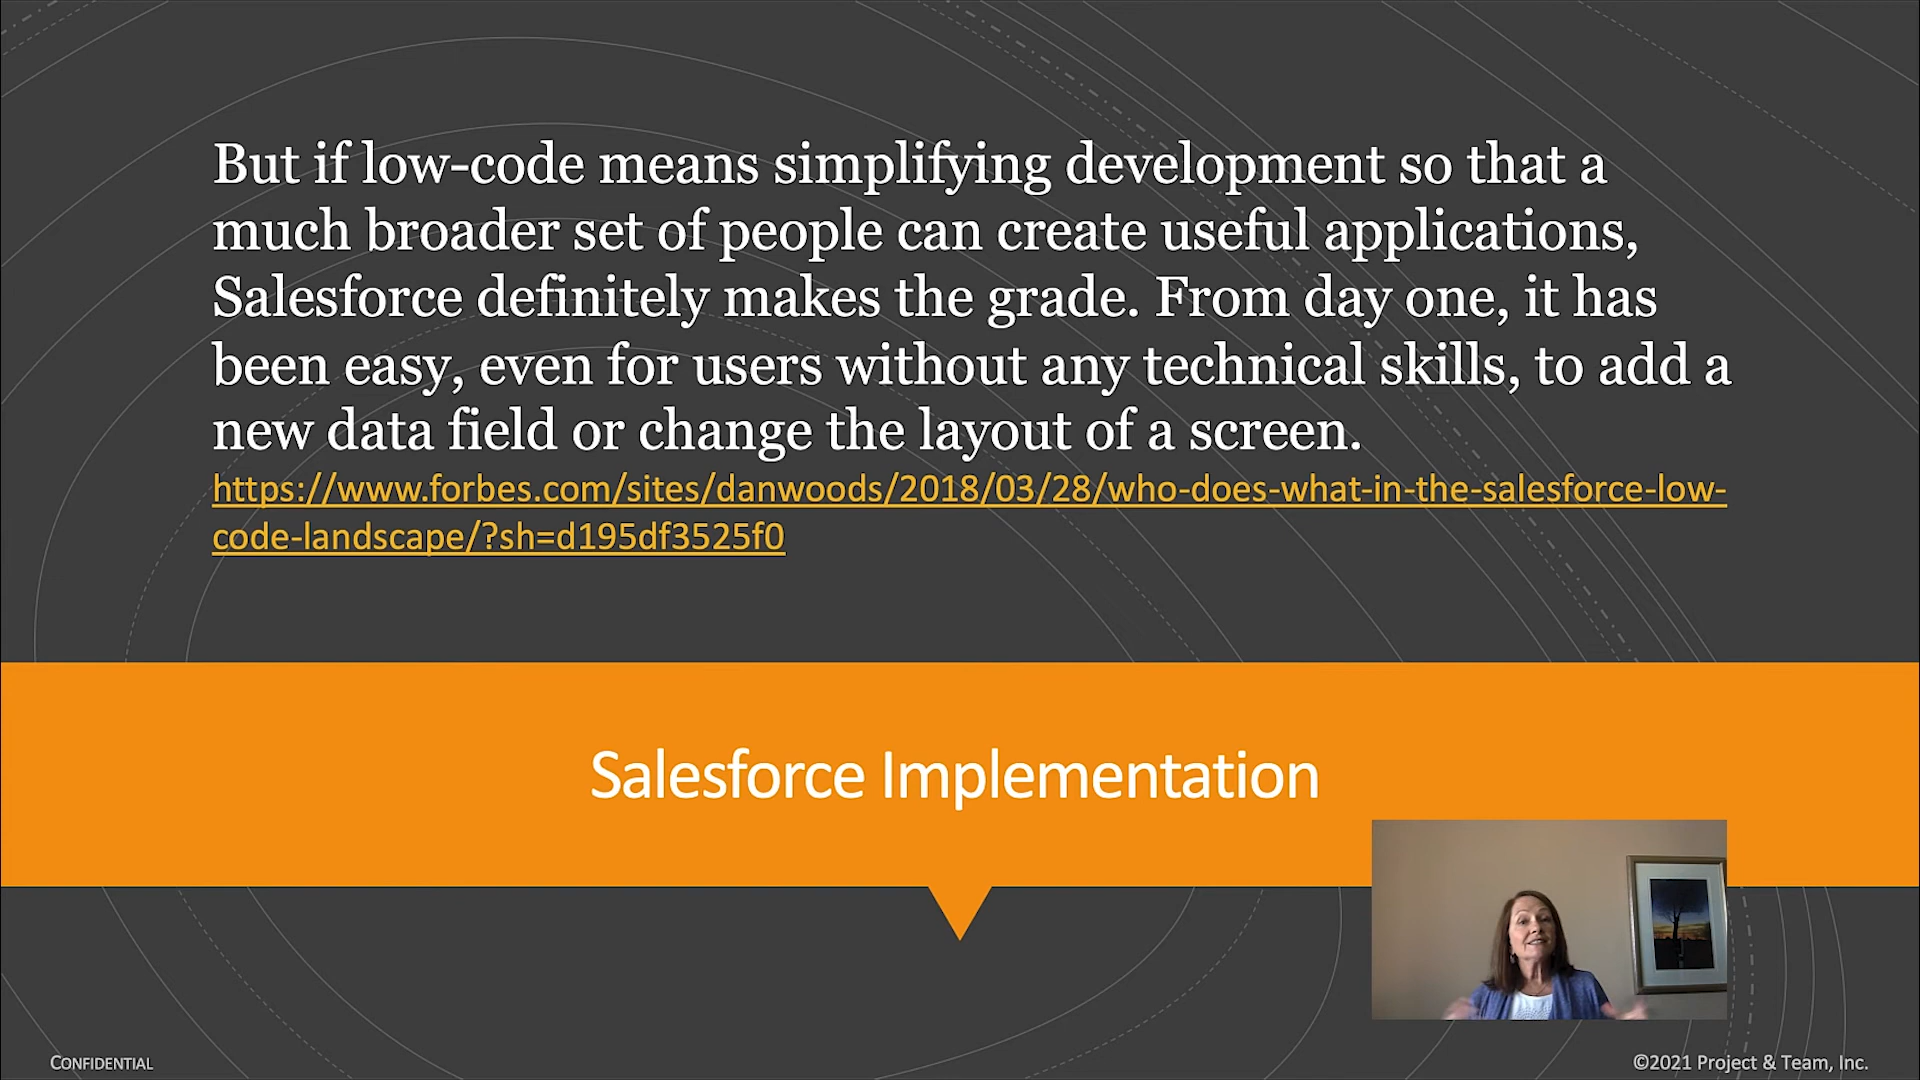 But if low-code means simplifying development so that a
much broader set of people can create useful applications,
Salesforce definitely makes the grade. From day one, it has
been easy, even for users without any technical skills, to add a
new data field or change the layout of a screen.
https://www.forbes.com/sites/danwoods/2018/03/28/who-does-what-in-the-salesforce-low-
code-landscape/?sh=d195df3525f0
Salesforce Implementation
CONFIDENTIAL
©2021 Project & Team, Inc.